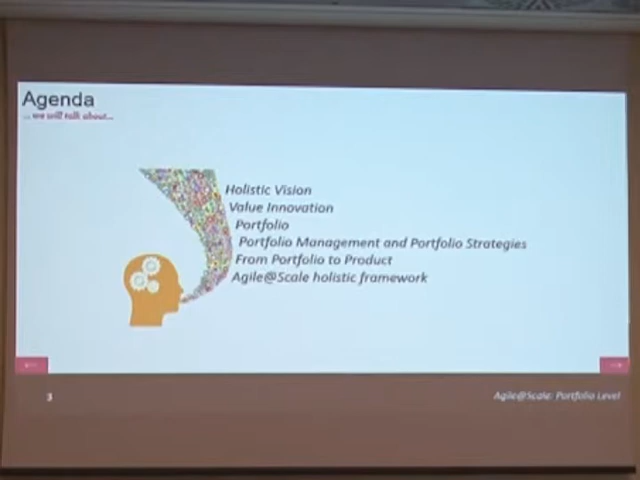 Agenda
... we will talk about...
Holistic Vision
Value Innovation
Portfolio
Portfolio Management and Portfolio Strategies
From Portfolio to Product
Agile@Scale holistic framework
3
Agile@Scale: Portfolio Level